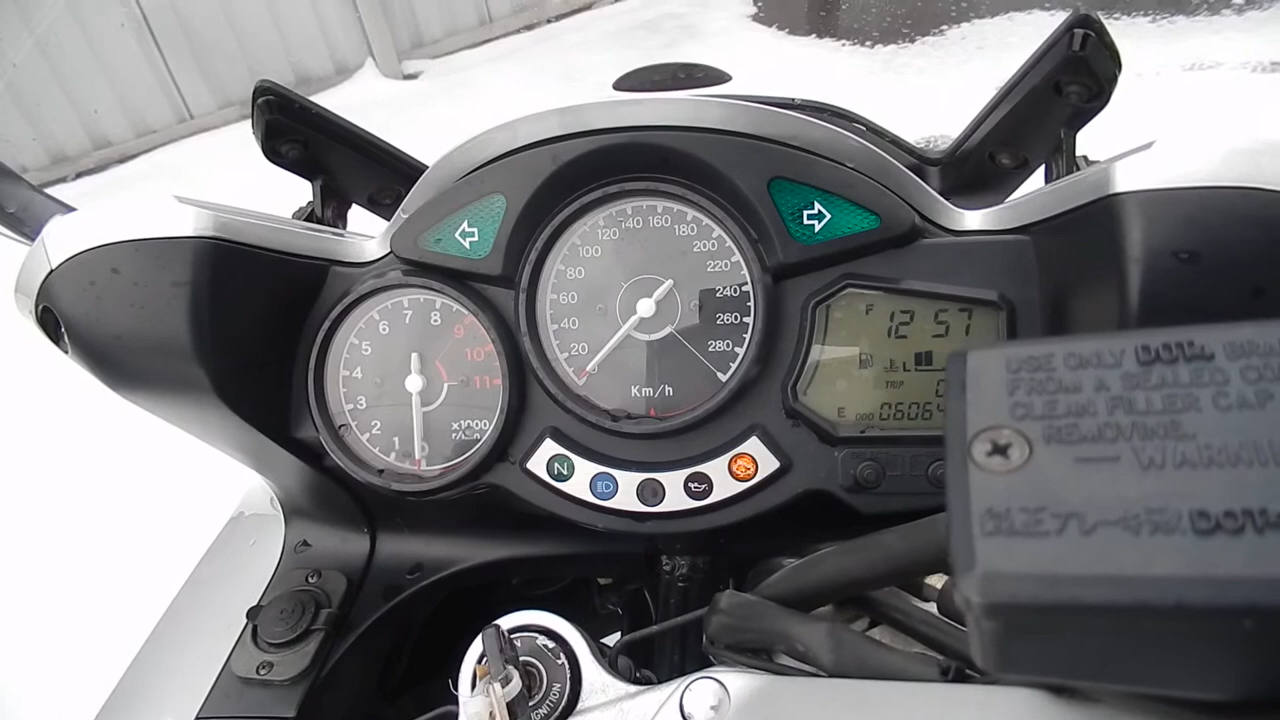 1
2
3
4
5
6
7
8
9
10
11
x1000
r/min
20
40
60
80
100
120
140
160
180
200
220
240
260
280
Km/h
F
12 57
L
TRIP
E
N
USE ONLY DOT4
FROM A SEALED
CLEAN FILLER CAP
REMOVING.
WARNIN
DOT
IGNITION